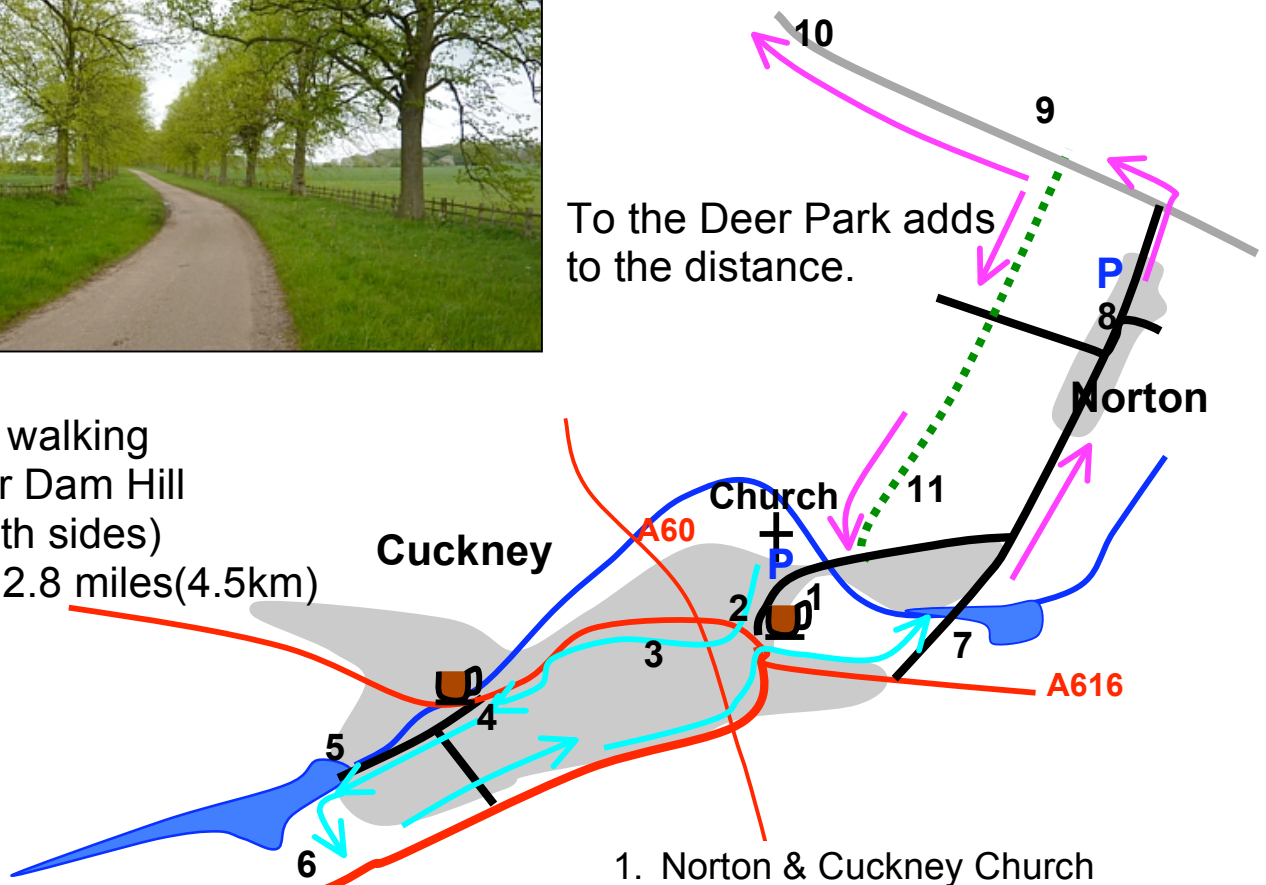 10
9
To the Deer Park adds
to the distance.
P
8
Norton
walking
r Dam Hill
th sides)
2.8 miles(4.5km)
11
Church
A60
Cuckney
P
1
2
3
7
A616
4
5
6
1. Norton & Cuckney Church